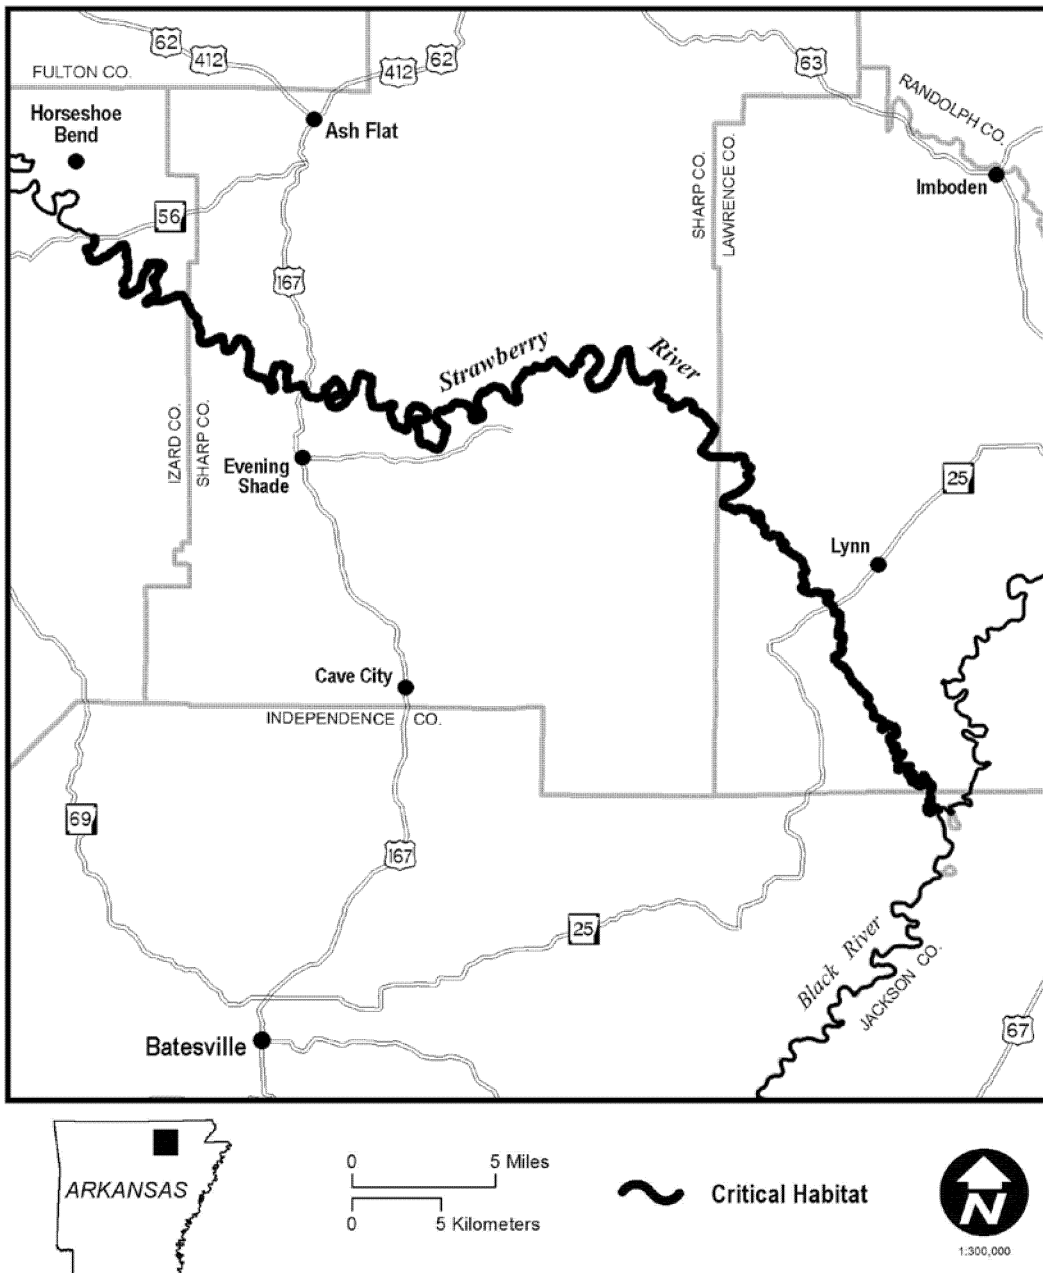 62
412
412
62
63
FULTON CO.
RANDOLPH CO.
Horseshoe
Bend
Ash Flat
SHARP CO.
LAWRENCE CO.
Imboden
56
167
Strawberry
River
IZARD CO.
SHARP CO.
Evening
Shade
25
Lynn
Cave City
INDEPENDENCE CO.
69
167
25
Black River
JACKSON CO.
67
Batesville
ARKANSAS
0 5 Miles
0 5 Kilometers
Critical Habitat
N
1:300,000